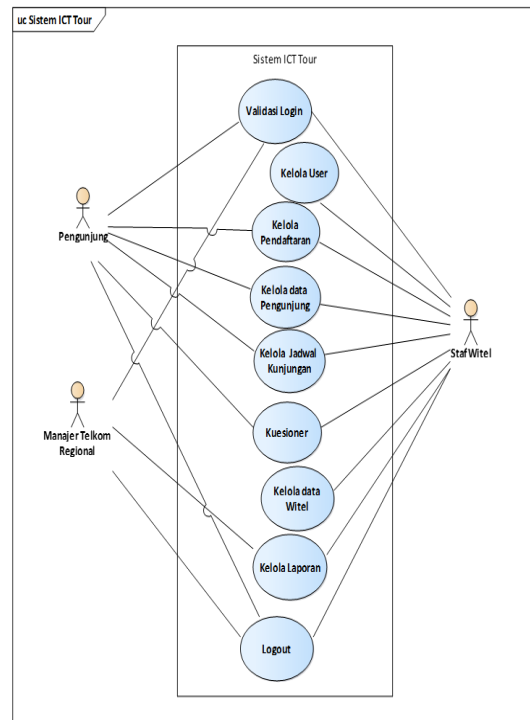 uc Sistem ICT Tour
Sistem ICT Tour
Validasi Login
Kelola User
Kelola
Pendaftaran
Pengunjung
Kelola data
Pengunjung
Kelola Jadwal
Kunjungan
Staf Witel
Manajer Telkom
Regional
Kuesioner
Kelola data
Witel
Kelola Laporan
Logout